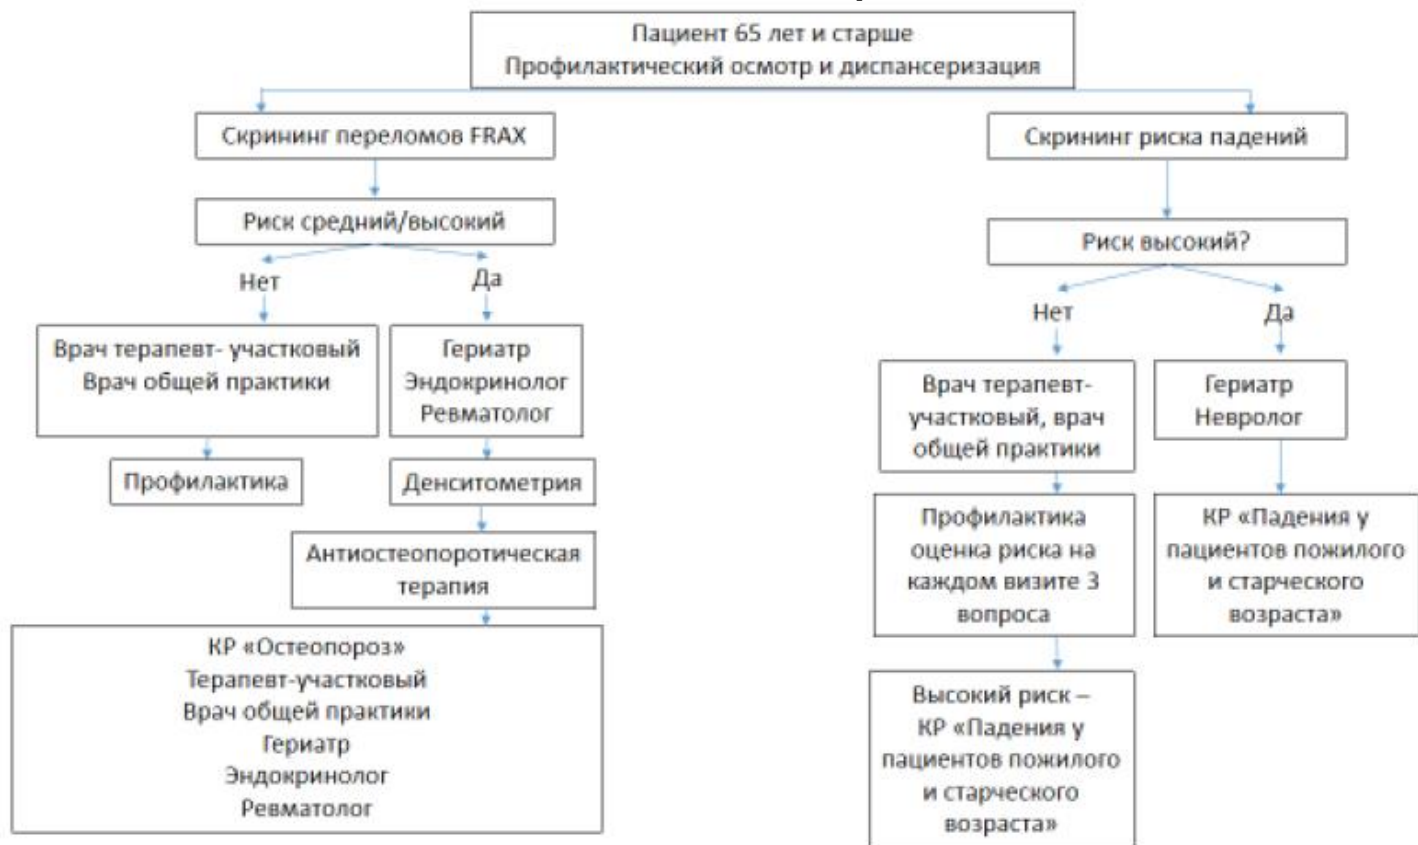 Пациент 65 лет и старше
Профилактический осмотр и диспансеризация
Скрининг переломов FRAX
Риск средний/высокий
Нет
Да
Врач терапевт- участковый
Врач общей практики
Гериатр
Эндокринолог
Ревматолог
Профилактика
Денситометрия
Антиостеопоротическая
терапия
КР «Остеопороз»
Терапевт-участковый
Врач общей практики
Гериатр
Эндокринолог
Ревматолог
Скрининг риска падений
Риск высокий?
Нет
Да
Врач терапевт-
участковый, врач
общей практики
Гериатр
Невролог
Профилактика
оценка риска на
каждом визите 3
вопроса
КР «Падения у
пациентов пожилого
и старческого
возраста»
Высокий риск –
КР «Падения у
пациентов пожилого
и старческого
возраста»